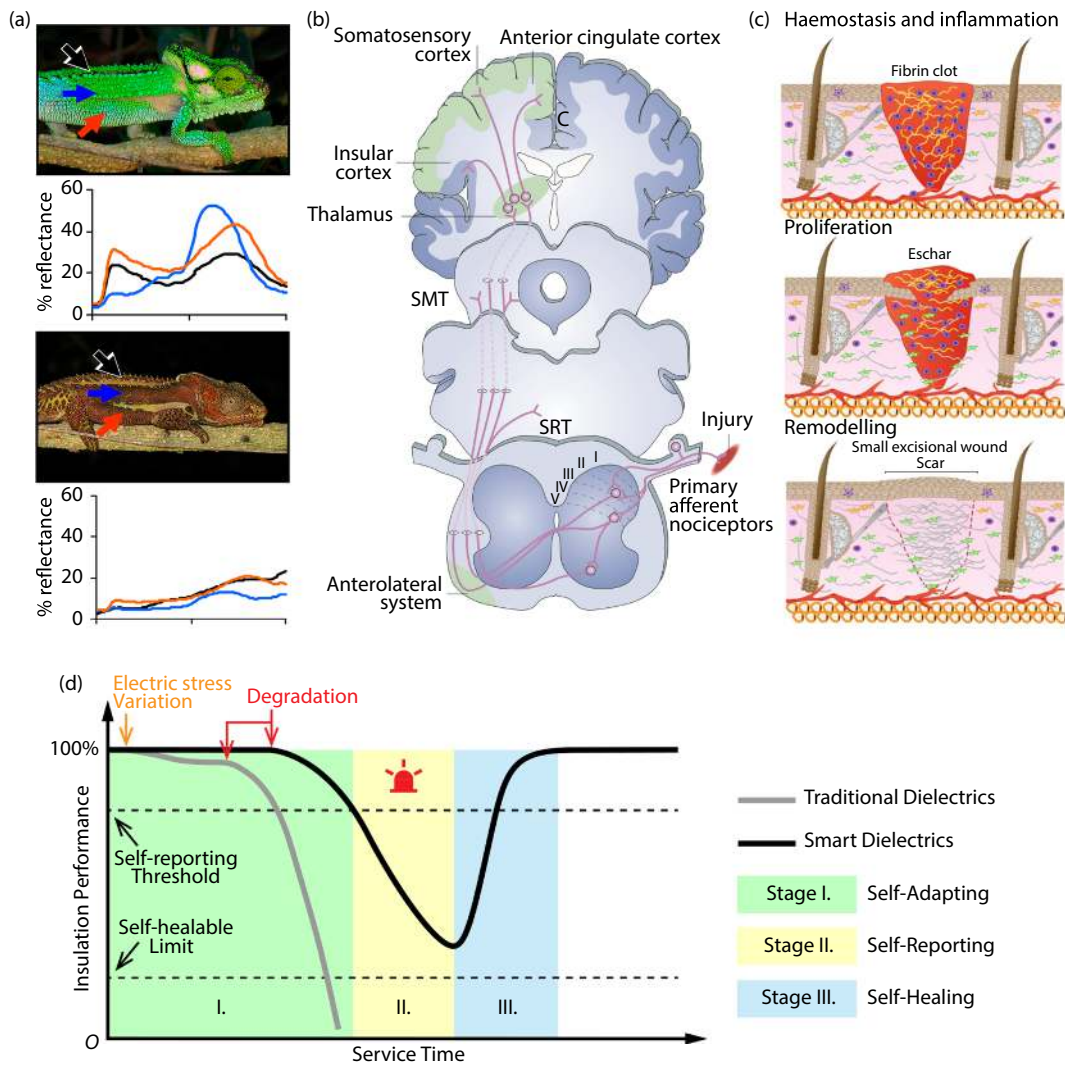 (a)
% reflectance
60
40
20
0
% reflectance
60
40
20
0
(b)
Somatosensory
cortex
Anterior cingulate cortex
C
Insular
cortex
Thalamus
SMT
SRT
Injury
I
II
III
IV
V
Primary
afferent
nociceptors
Anterolateral
system
(c) Haemostasis and inflammation
Fibrin clot
Proliferation
Eschar
Remodelling
Small excisional wound
Scar
(d)
Electric stress
Variation
Degradation
100%
Self-reporting
Threshold
Self-healable
Limit
Insulation Performance
I.
II.
III.
O
Service Time
Traditional Dielectrics
Smart Dielectrics
Stage I. Self-Adapting
Stage II. Self-Reporting
Stage III. Self-Healing